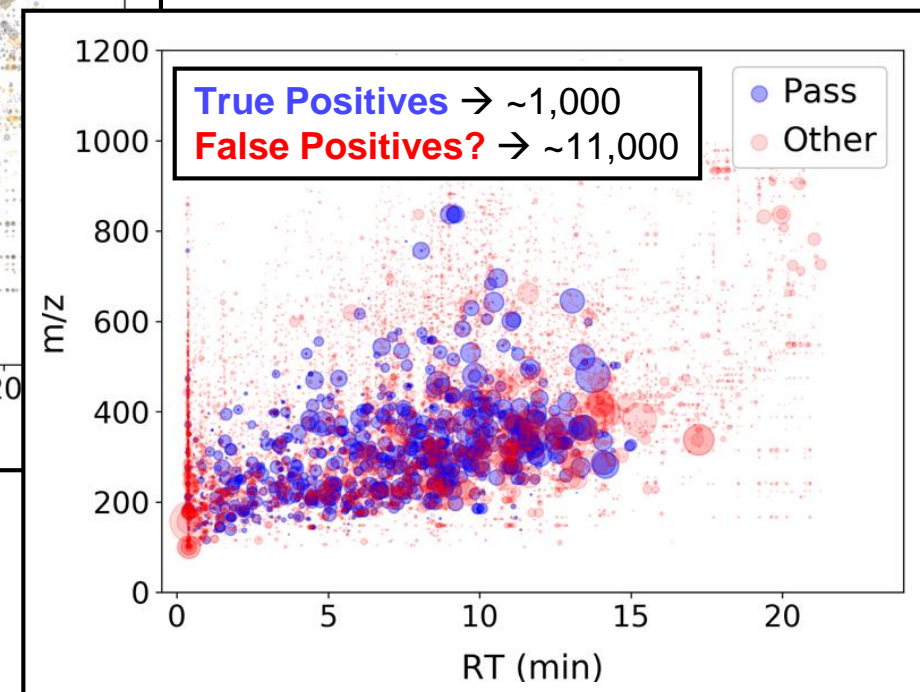 1200
True Positives → ~1,000
False Positives? → ~11,000
Pass
Other
1000
800
600
400
200
0
m/z
0 5 10 15 20
RT (min)
20